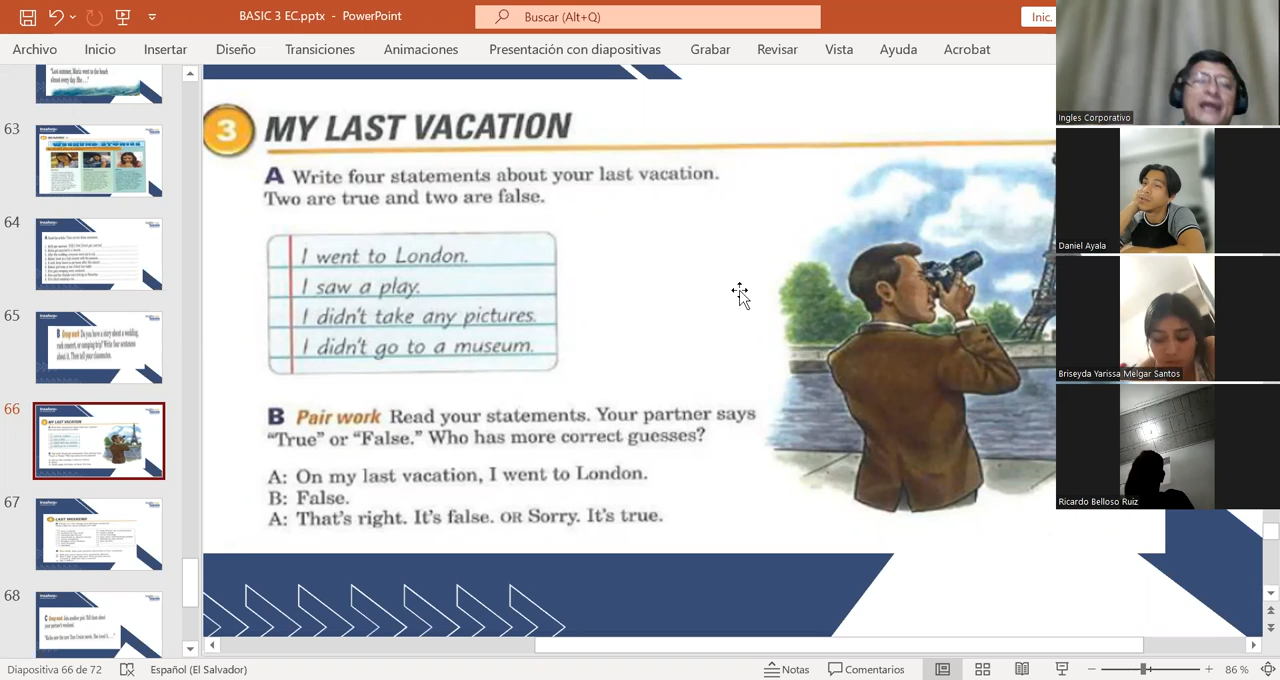 BASIC 3 EC.pptx - PowerPoint
Buscar (Alt+Q)
Inic.
Archivo Inicio Insertar Diseño Transiciones Animaciones Presentación con diapositivas Grabar Revisar Vista Ayuda Acrobat
63
64
65
66
67
68
3 MY LAST VACATION
A Write four statements about your last vacation.
Two are true and two are false.
I went to London.
I saw a play.
I didn't take any pictures.
I didn't go to a museum.
B Pair work Read your statements. Your partner says
"True" or "False." Who has more correct guesses?
A: On my last vacation, I went to London.
B: False.
A: That's right. It's false. OR Sorry. It's true.
Ingles Corporativo
Daniel Ayala
Briseyda Yarissa Melgar Santos
Ricardo Belloso Ruiz
Diapositiva 66 de 72
Español (El Salvador)
Notas
Comentarios
86 %